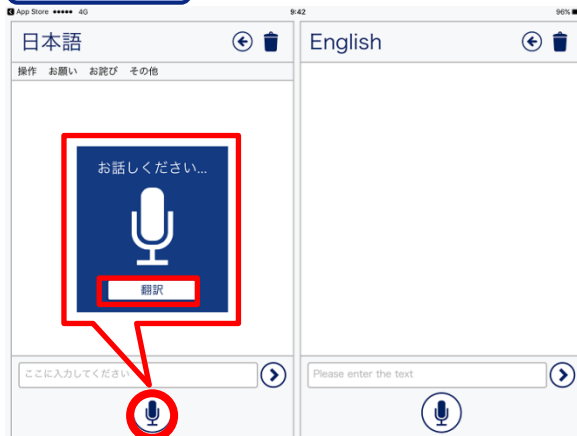 App Store 4G 9:42 96%
日本語
English
操作 お願い お詫び その他
お話しください...
翻訳
ここに入力してください
Please enter the text